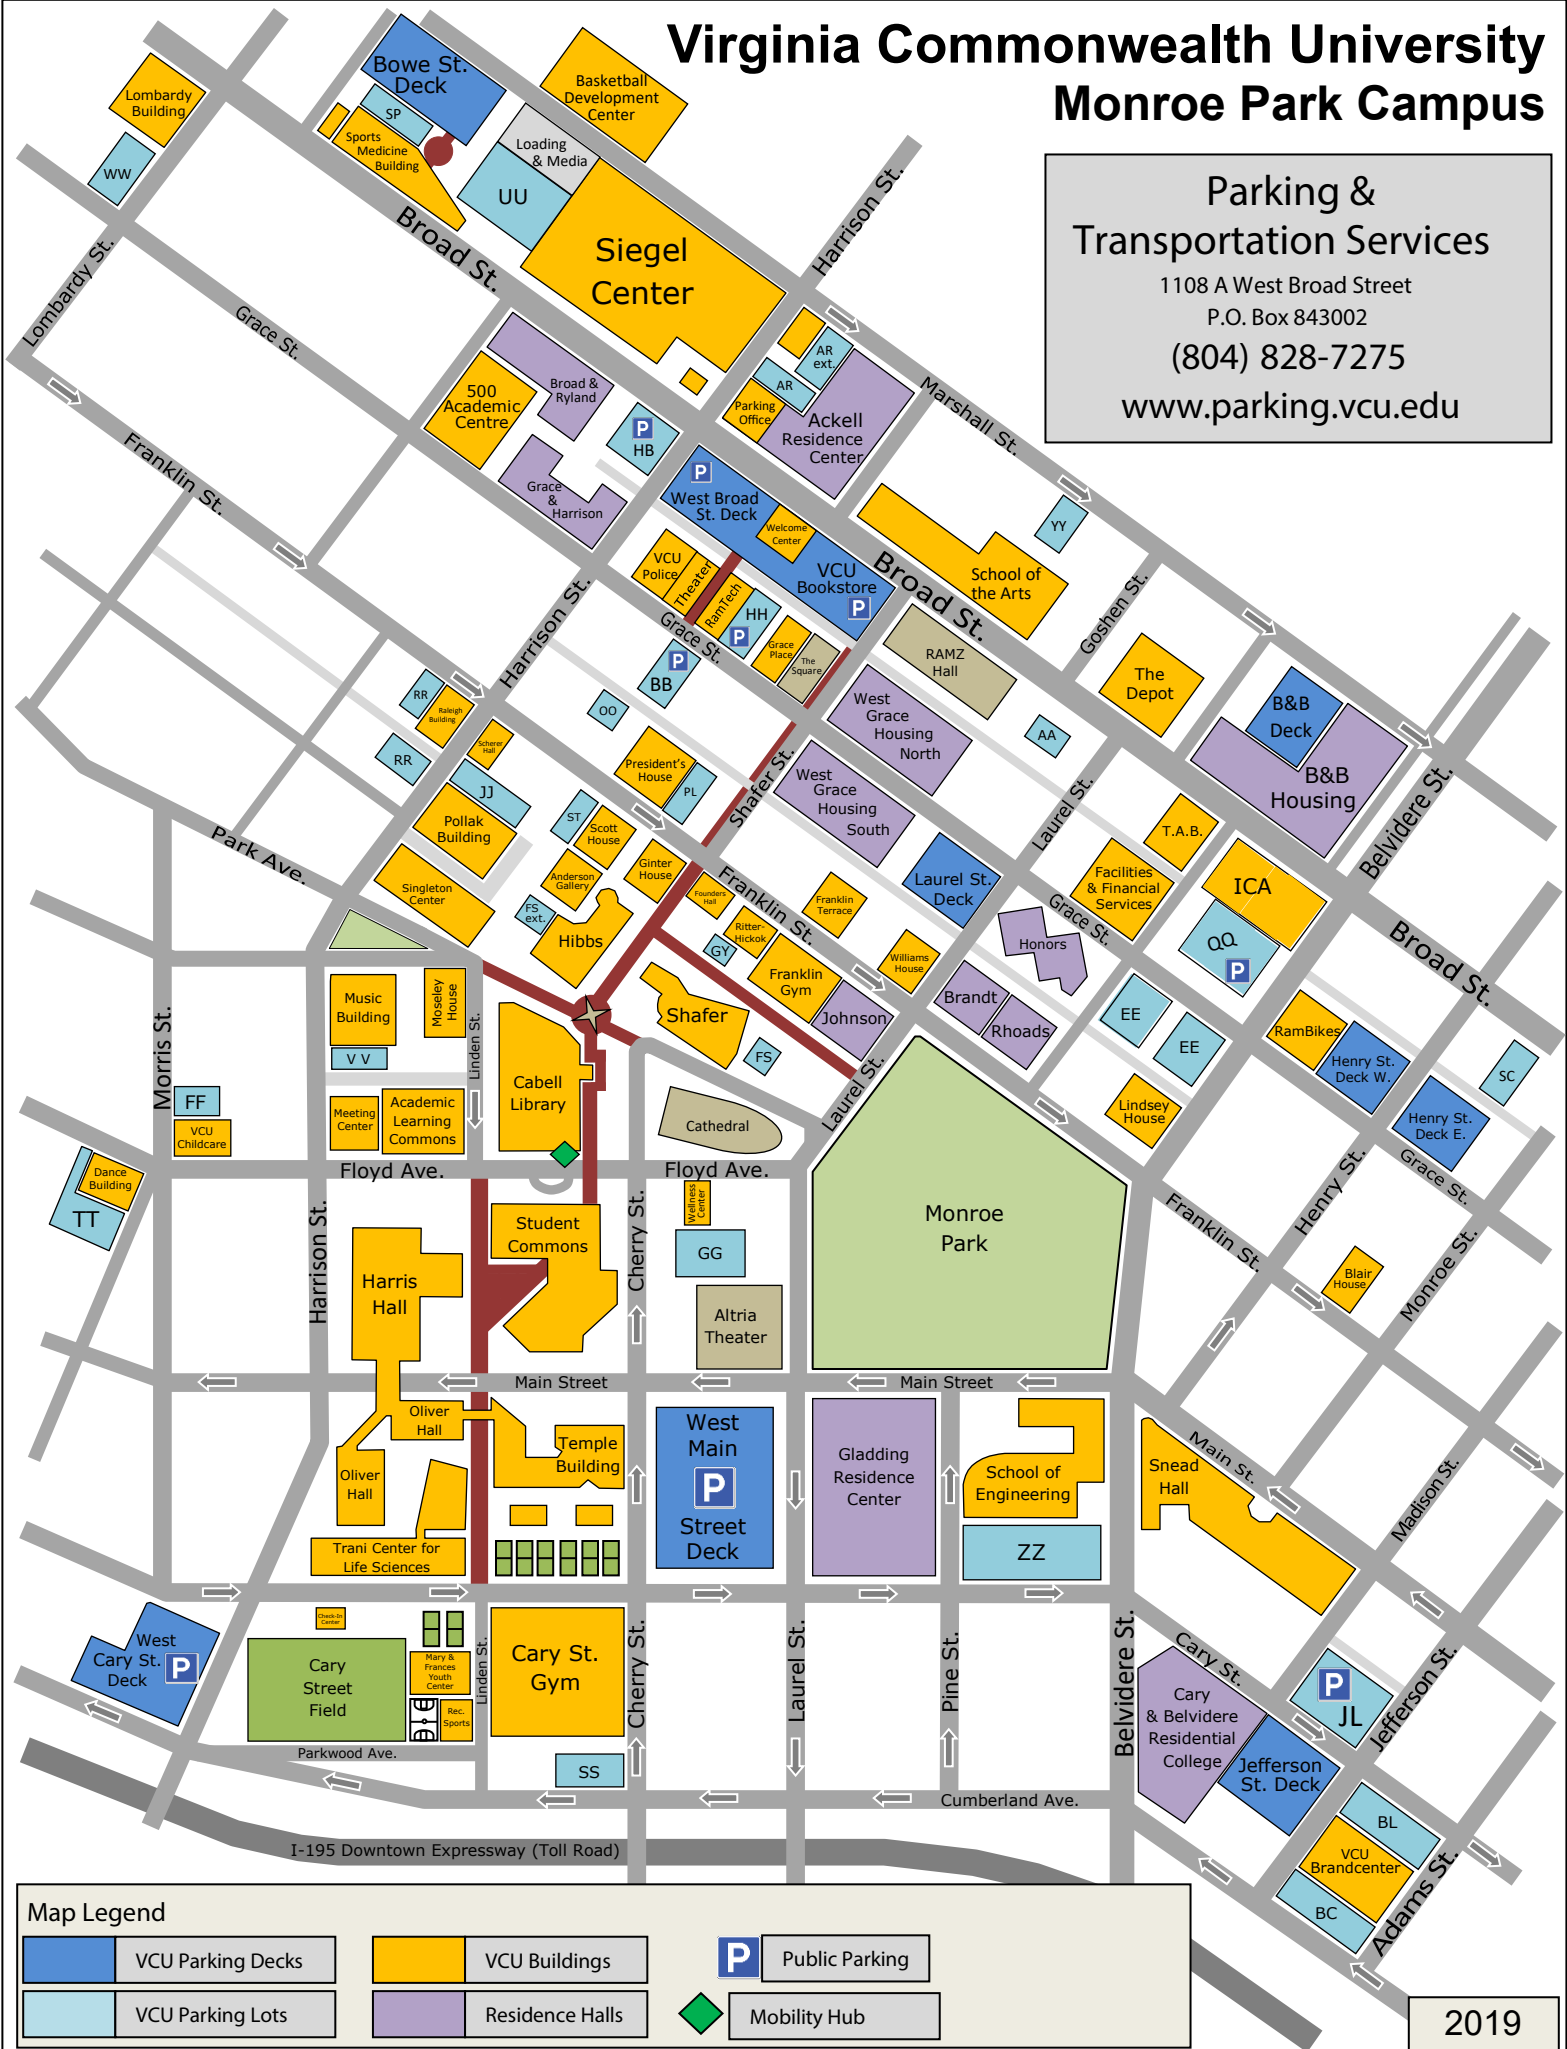 Virginia Commonwealth University
Monroe Park Campus
Parking &
Transportation Services
1108 A West Broad Street
P.O. Box 843002
(804) 828-7275
www.parking.vcu.edu
Lombardy
Building
WW
Bowe St.
Deck
SP
Sports
Medicine
Building
Basketball
Development
Center
Loading
& Media
UU
Siegel
Center
Harrison St.
Broad St.
Lombardy St.
Grace St.
Franklin St.
Broad &
Ryland
500
Academic
Centre
Grace
&
Harrison
P
HB
AR
ext.
AR
Parking
Office
Ackell
Residence
Center
Marshall St.
P
West Broad
St. Deck
Welcome
Center
VCU
Bookstore
P
School of
the Arts
YY
Broad St.
Goshen St.
VCU
Police
Theater
RamTech
HH
P
Grace
Place
The
Square
Grace St.
Harrison St.
P
BB
OO
RAMZ
Hall
The
Depot
B&B
Deck
B&B
Housing
Belvidere St.
RR
Raleigh
Building
Scherer
Hall
RR
JJ
Pollak
Building
President's
House
PL
Shafer St.
West
Grace
Housing
North
West
Grace
Housing
South
AA
Laurel St.
T.A.B.
Park Ave.
Singleton
Center
ST
Scott
House
Anderson
Gallery
Ginter
House
FS
ext.
Hibbs
Founders
Hall
Franklin St.
Ritter-
Hickok
GY
Franklin
Terrace
Laurel St.
Deck
Facilities
& Financial
Services
ICA
QQ
P
Grace St.
Honors
Broad St.
Franklin
Gym
Williams
House
Johnson
Brandt
Rhoads
EE
EE
RamBikes
Henry St.
Deck W.
SC
Henry St.
Deck E.
Music
Building
Moseley
House
V V
Linden St.
Cabell
Library
Shafer
FS
Laurel St.
Morris St.
FF
VCU
Childcare
Meeting
Center
Academic
Learning
Commons
Cathedral
Lindsey
House
Floyd Ave.
Floyd Ave.
Dance
Building
TT
Harrison St.
Student
Commons
Cherry St.
Wellness
Center
GG
Monroe
Park
Henry St.
Grace St.
Franklin St.
Monroe St.
Blair
House
Harris
Hall
Altria
Theater
Main Street
Main Street
Oliver
Hall
Oliver
Hall
Temple
Building
West
Main
P
Street
Deck
Gladding
Residence
Center
School of
Engineering
ZZ
Snead
Hall
Main St.
Madison St.
Trani Center for
Life Sciences
Check-In
Center
West
Cary St.
Deck
P
Cary
Street
Field
Mary &
Frances
Youth
Center
Rec.
Sports
Linden St.
Cary St.
Gym
Cherry St.
Laurel St.
Pine St.
Belvidere St.
Cary St.
P
JL
Jefferson St.
Cary
& Belvidere
Residential
College
Jefferson
St. Deck
Parkwood Ave.
SS
Cumberland Ave.
BL
VCU
Brandcenter
BC
Adams St.
I-195 Downtown Expressway (Toll Road)
Map Legend
VCU Parking Decks
VCU Buildings
P
Public Parking
VCU Parking Lots
Residence Halls
Mobility Hub
2019